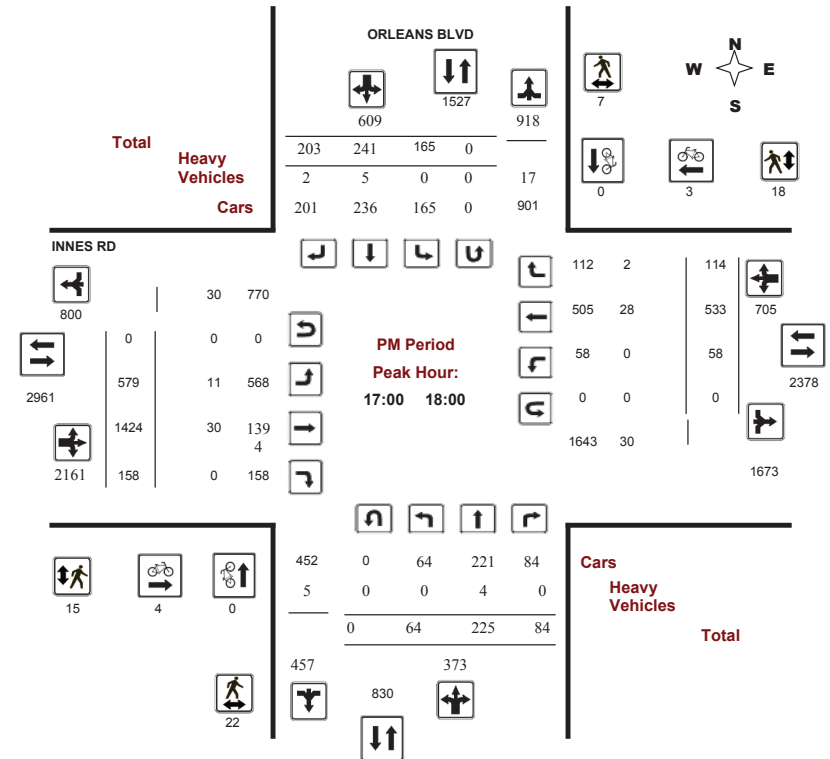 ORLEANS BLVD
N
W E
S
1527
7
609 918
Total
203 241 165 0
Heavy
Vehicles
2 5 0 0 17
0 3 18
Cars
201 236 165 0 901
INNES RD
112 2 114
800
30 770
505 28 533 705
0 0 0
PM Period
58 0 58
2961
579 11 568
Peak Hour:
2378
17:00 18:00
0 0 0
1424 30 139
4
1643 30
2161 158 0 158
1673
452 0 64 221 84
Cars
5 0 0 4 0
Heavy
Vehicles
15 4 0
0 64 225 84
Total
457 373
830
22